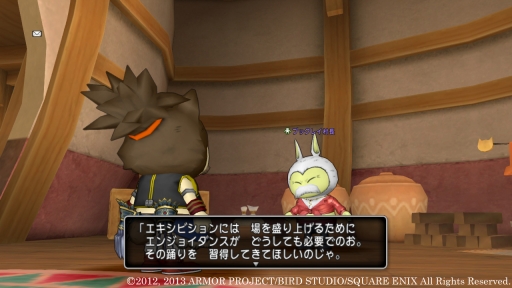 「エキシビションには　場を盛り上げるために
エンジョイダンスが　どうしても必要でのお。
その踊りを　習得してきてほしいのじゃ。
©2012, 2013 ARMOR PROJECT/BIRD STUDIO/SQUARE ENIX All Rights Reserved.